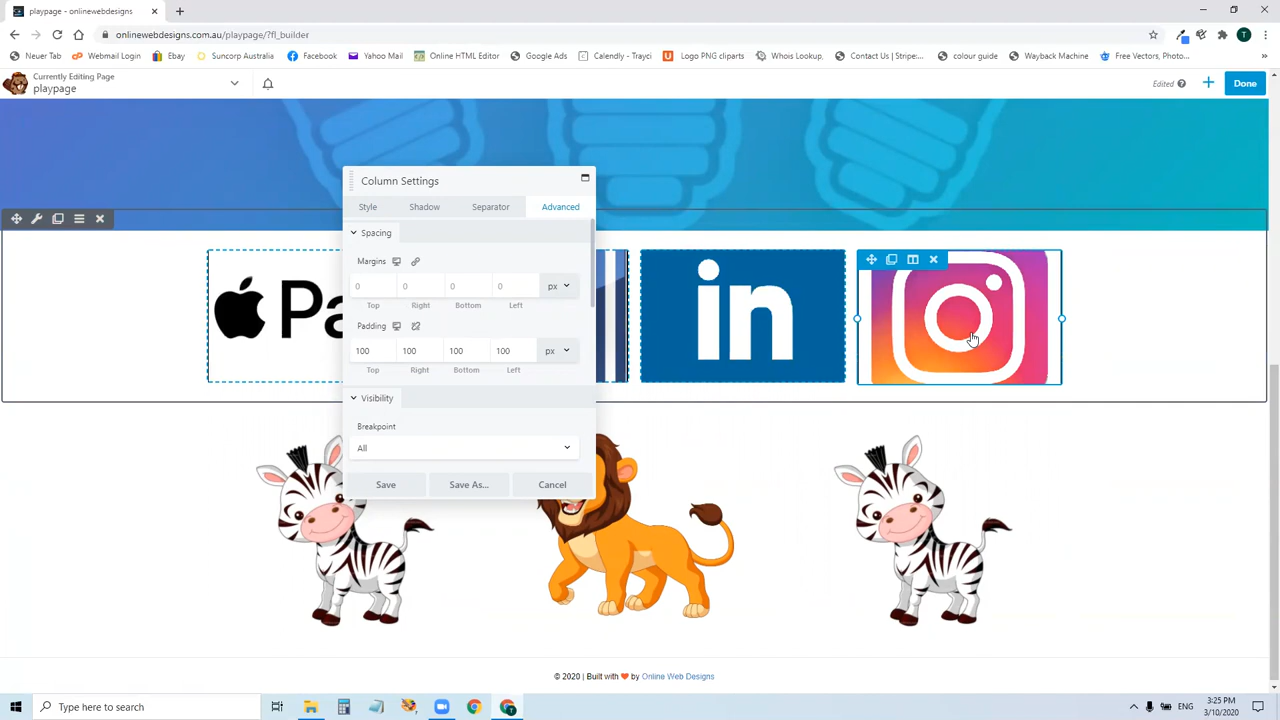 playpage - onlinewebdesigns.com.au
onlinewebdesigns.com.au/playpage/?fl_builder
Neuer Tab
Webmail Login
Ebay
Suncorp Australia
Facebook
Yahoo Mail
Online HTML Editor
Google Ads
Calendly - Trayci
Logo PNG cliparts
Whois Lookup,
Contact Us | Stripe:...
colour guide
Wayback Machine
Free Vectors, Photo...
»
Currently Editing Page
playpage
Edited
Done
Column Settings
Style
Shadow
Separator
Advanced
Spacing
Margins
0 0 0 0 px
Top Right Bottom Left
Padding
100 100 100 100 px
Top Right Bottom Left
Visibility
Breakpoint
All
Save
Save As...
Cancel
Pa
in
© 2020 | Built with ❤ by Online Web Designs
Type here to search
ENG
3:25 PM
3/10/2020